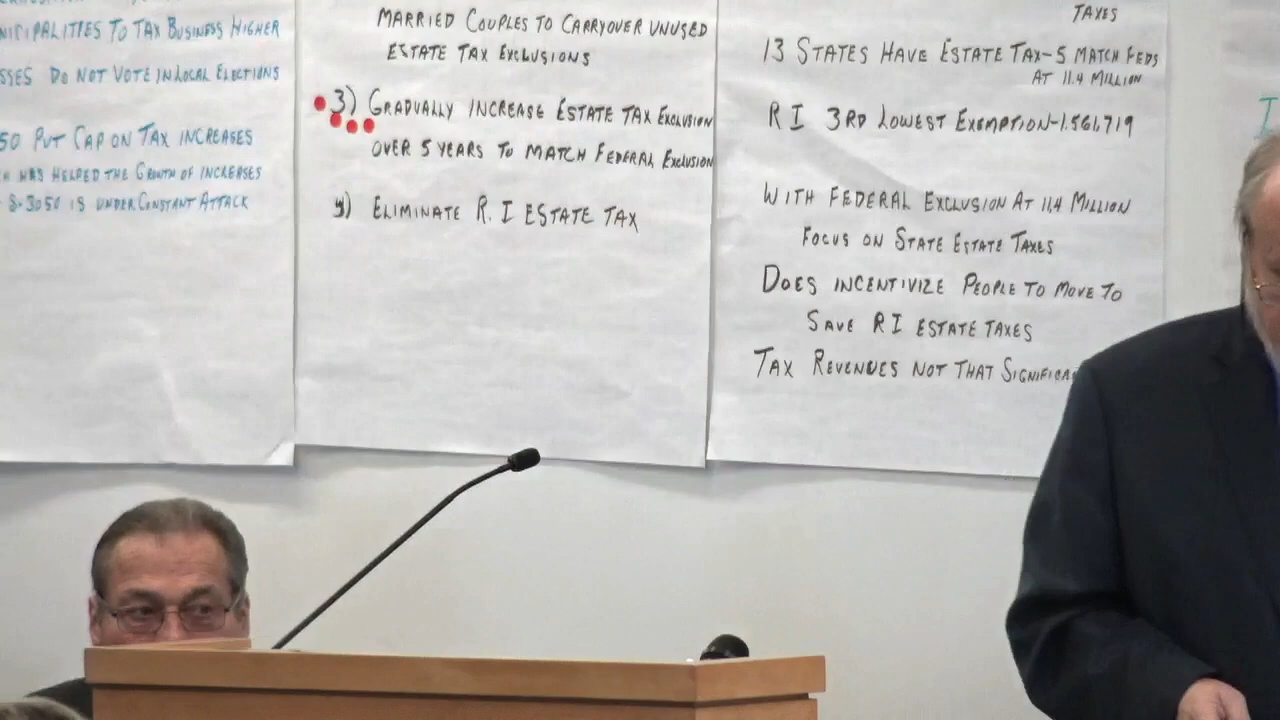 NICIPALITIES TO TAX BUSINESS HIGHER
SSES DO NOT VOTE IN LOCAL ELECTIONS
50 PUT CAP ON TAX INCREASES
HAS HELPED THE GROWTH OF INCREASES
S-3050 IS UNDER CONSTANT ATTACK
MARRIED COUPLES TO CARRYOVER UNUSED
ESTATE TAX EXCLUSIONS
3) GRADUALLY INCREASE ESTATE TAX EXCLUSION
OVER 5 YEARS TO MATCH FEDERAL EXCLUSION
4) ELIMINATE R.I ESTATE TAX
TAXES
13 STATES HAVE ESTATE TAX-5 MATCH FEDS
AT 11.4 MILLION
RI 3RD LOWEST EXEMPTION-1.561,719
WITH FEDERAL EXCLUSION AT 11.4 MILLION
FOCUS ON STATE ESTATE TAXES
DOES INCENTIVIZE PEOPLE TO MOVE TO
SAVE RI ESTATE TAXES
TAX REVENUES NOT THAT SIGNIFICA